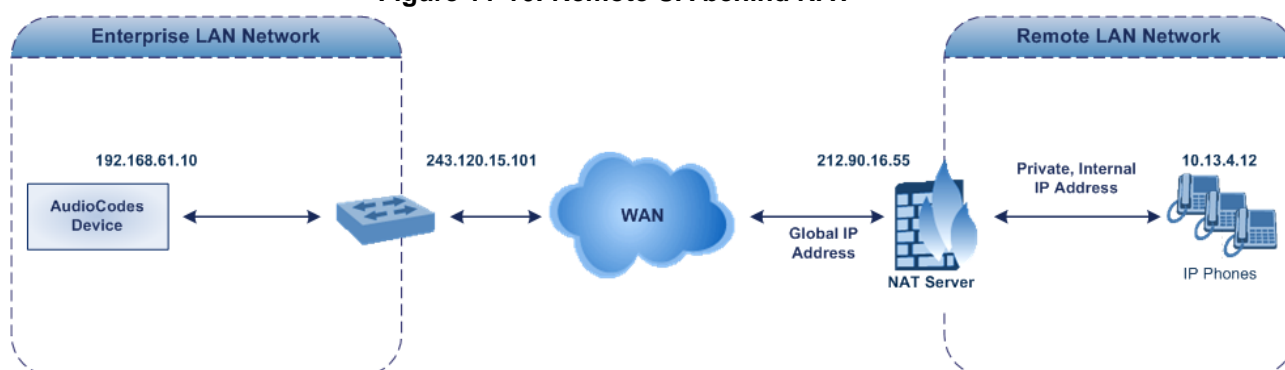 Enterprise LAN Network
Remote LAN Network
192.168.61.10
243.120.15.101
212.90.16.55
Private, Internal
IP Address
10.13.4.12
AudioCodes
Device
WAN
Global IP
Address
NAT Server
IP Phones